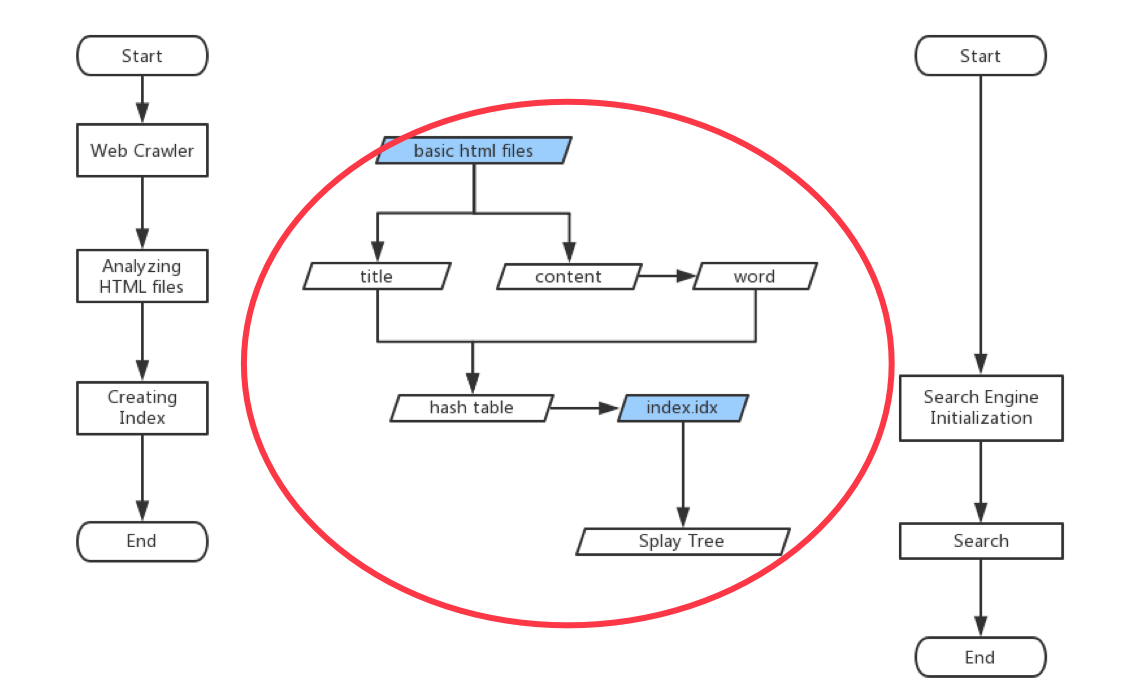 Start
Web Crawler
Analyzing
HTML files
Creating
Index
End
basic html files
title
content
word
hash table
index.idx
Splay Tree
Start
Search Engine
Initialization
Search
End